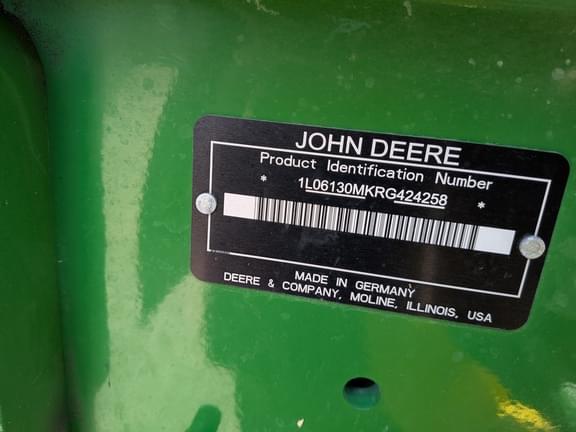 JOHN DEERE
Product Identification Number
* 1L06130MKRG424258 *
MADE IN GERMANY
DEERE & COMPANY, MOLINE, ILLINOIS, USA